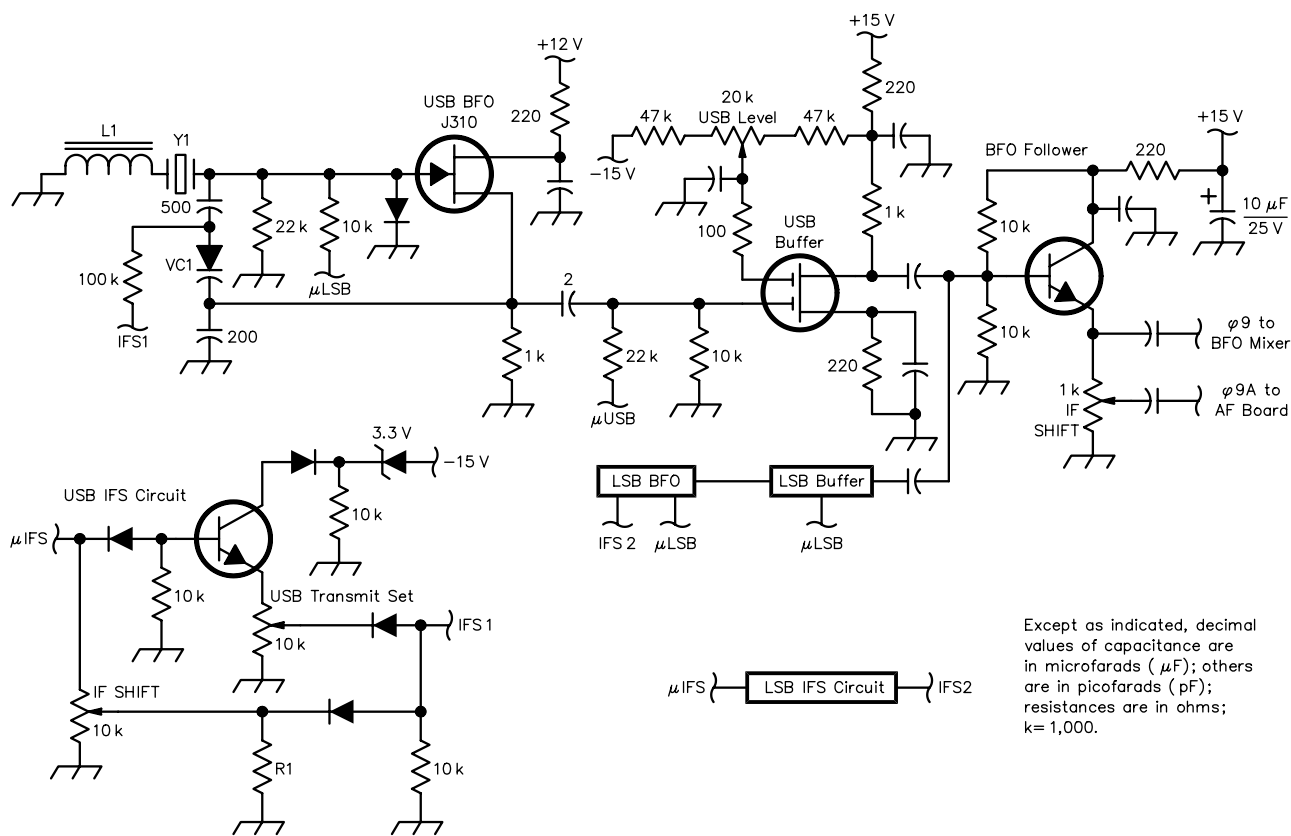 +12 V
+15 V
USB BFO
J310
220
20 k
USB Level
47 k
47 k
220
+15 V
L1
Y1
-15 V
BFO Follower
220
500
22 k
10 k
100
USB
Buffer
1 k
10 k
10 µF
25 V
VC1
100 k
µLSB
2
IFS1
200
1 k
22 k
10 k
220
10 k
φ9 to
BFO Mixer
µUSB
1 k
IF
SHIFT
φ9A to
AF Board
3.3 V
-15 V
USB IFS Circuit
10 k
LSB BFO
LSB Buffer
µIFS
IFS 2
µLSB
µLSB
10 k
USB Transmit Set
10 k
IFS 1
IF SHIFT
10 k
R1
10 k
µIFS
LSB IFS Circuit
IFS2
Except as indicated, decimal
values of capacitance are
in microfarads ( µF); others
are in picofarads ( pF);
resistances are in ohms;
k= 1,000.